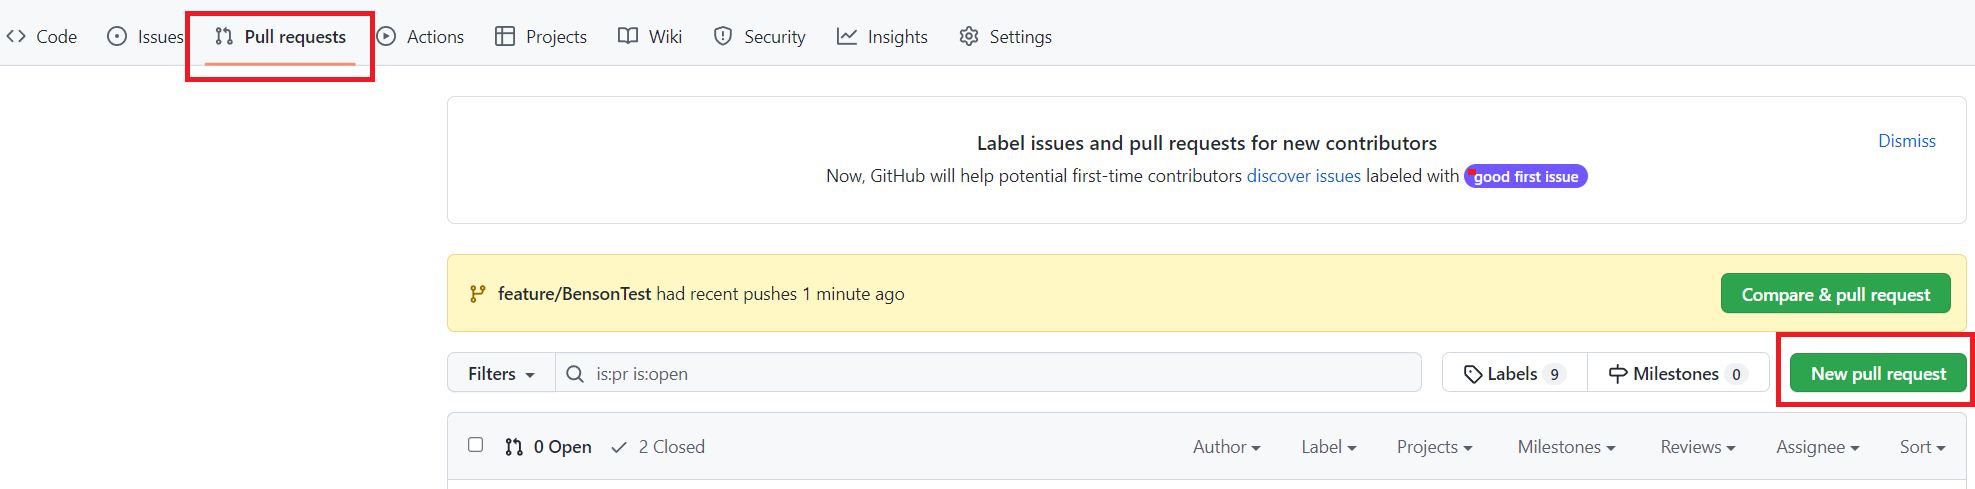 Code Issues Pull requests Actions Projects Wiki Security Insights Settings
Label issues and pull requests for new contributors
Dismiss
Now, GitHub will help potential first-time contributors discover issues labeled with good first issue
feature/BensonTest had recent pushes 1 minute ago
Compare & pull request
Filters is:pr is:open Labels 9 Milestones 0 New pull request
0 Open 2 Closed Author Label Projects Milestones Reviews Assignee Sort